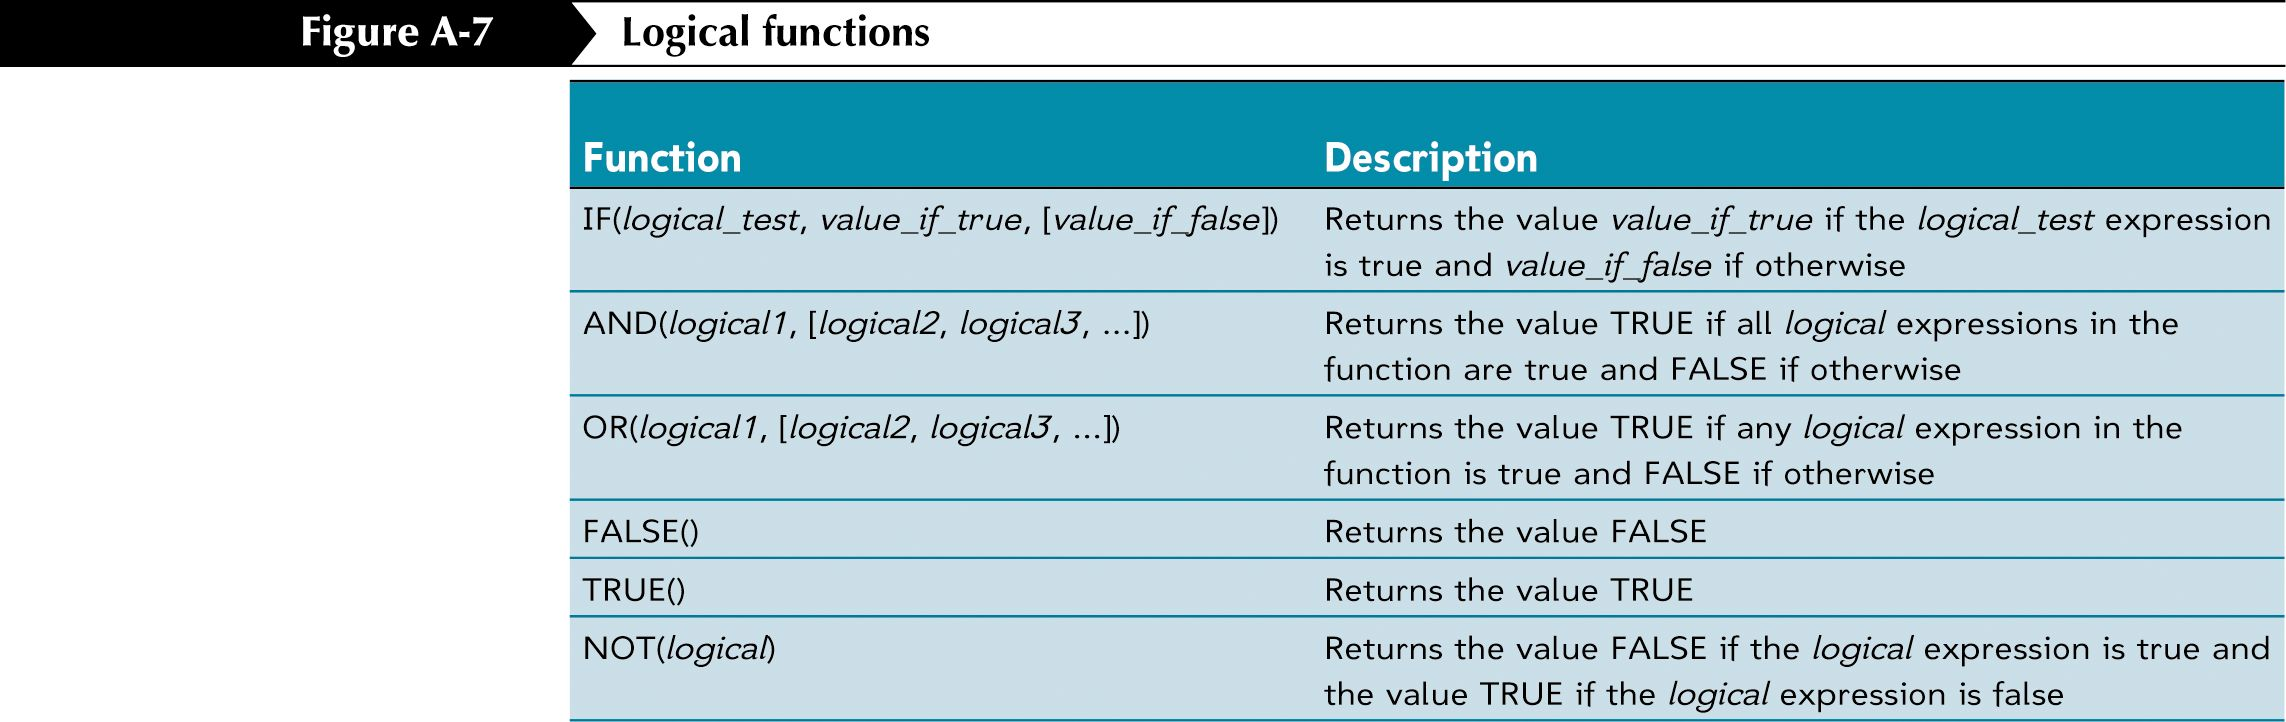 Figure A-7 Logical functions
Function Description
IF(logical_test, value_if_true, [value_if_false]) Returns the value value_if_true if the logical_test expression
is true and value_if_false if otherwise
AND(logical1, [logical2, logical3, ...]) Returns the value TRUE if all logical expressions in the
function are true and FALSE if otherwise
OR(logical1, [logical2, logical3, ...]) Returns the value TRUE if any logical expression in the
function is true and FALSE if otherwise
FALSE() Returns the value FALSE
TRUE() Returns the value TRUE
NOT(logical) Returns the value FALSE if the logical expression is true and
the value TRUE if the logical expression is false